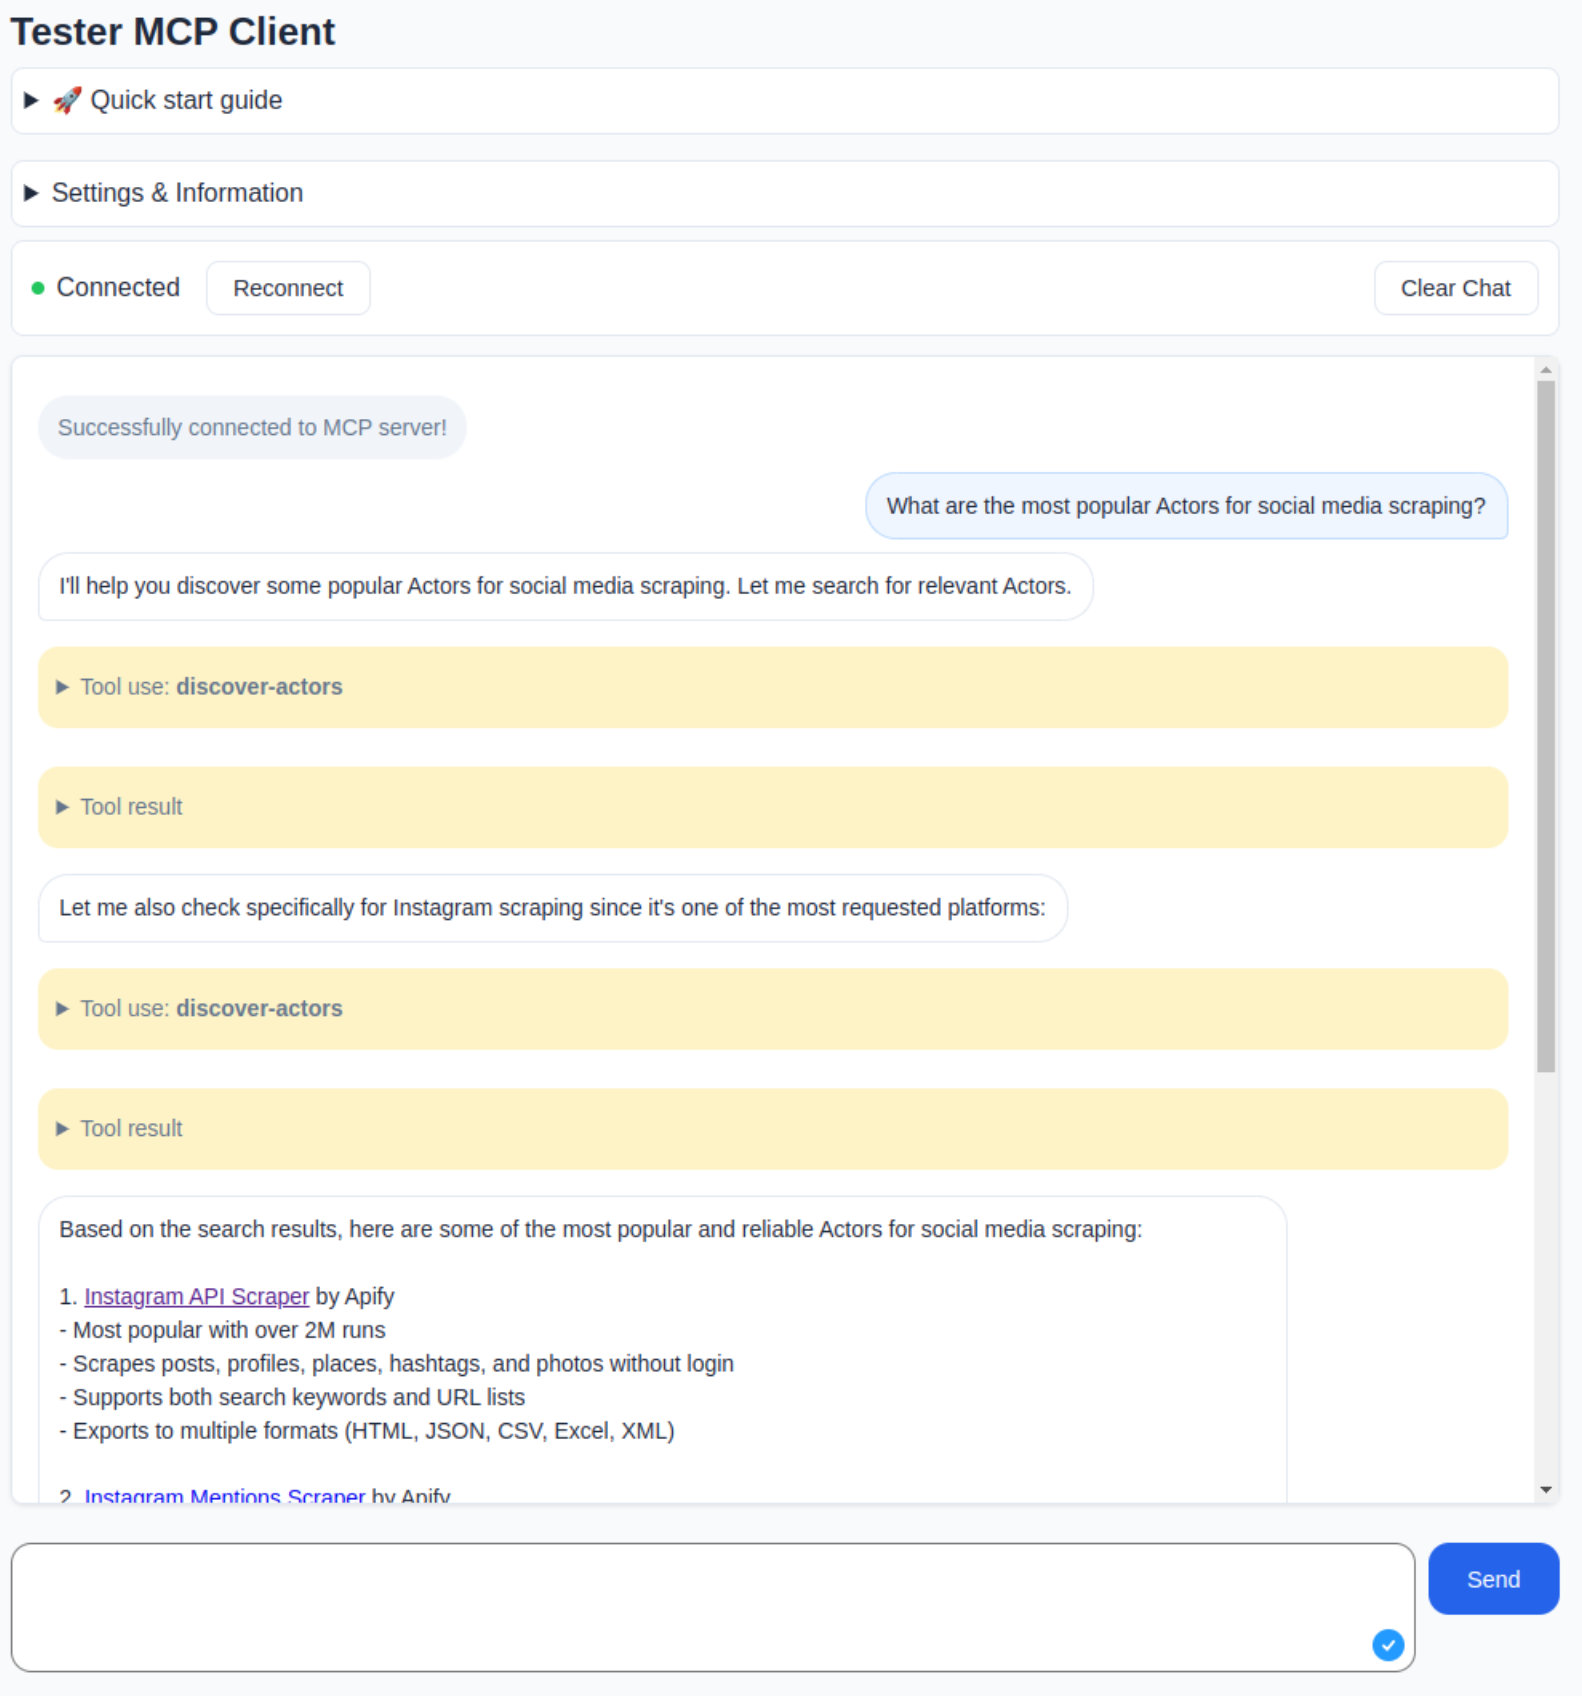 Tester MCP Client
🚀 Quick start guide
Settings & Information
Connected
Reconnect
Clear Chat
Successfully connected to MCP server!
What are the most popular Actors for social media scraping?
I'll help you discover some popular Actors for social media scraping. Let me search for relevant Actors.
Tool use: discover-actors
Tool result
Let me also check specifically for Instagram scraping since it's one of the most requested platforms:
Tool use: discover-actors
Tool result
Based on the search results, here are some of the most popular and reliable Actors for social media scraping:
1. Instagram API Scraper by Apify
- Most popular with over 2M runs
- Scrapes posts, profiles, places, hashtags, and photos without login
- Supports both search keywords and URL lists
- Exports to multiple formats (HTML, JSON, CSV, Excel, XML)
2. Instagram Mentions Scraper by Apify
Send